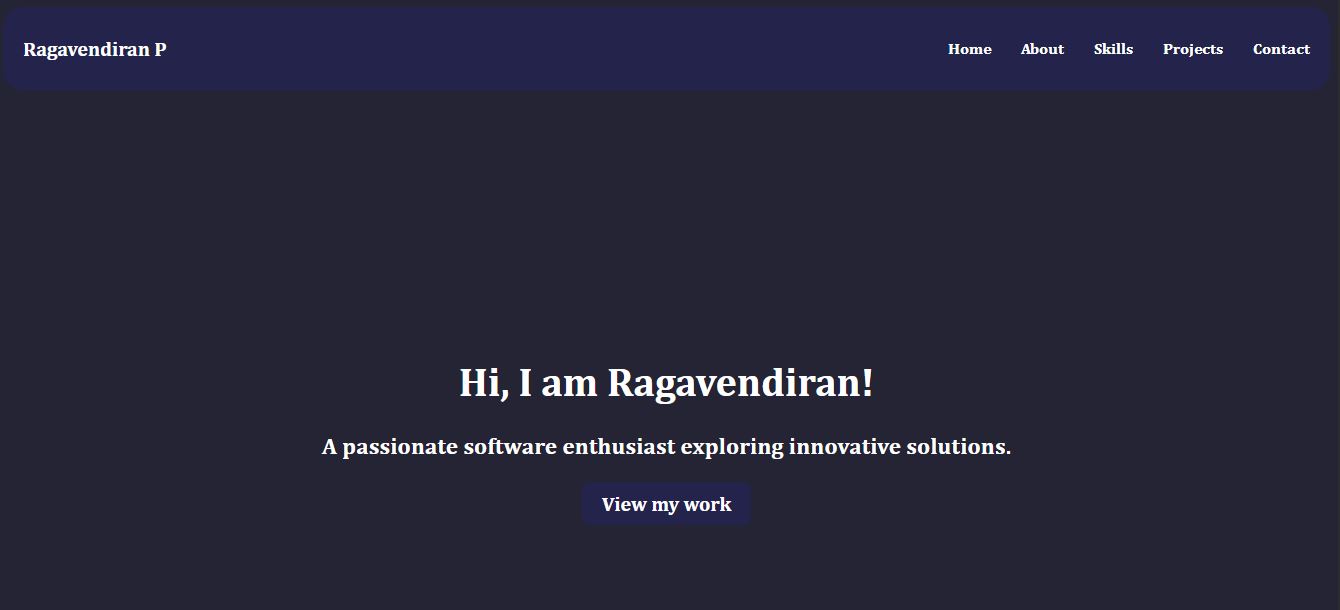 Ragavendiran P Home About Skills Projects Contact
Hi, I am Ragavendiran!
A passionate software enthusiast exploring innovative solutions.
View my work